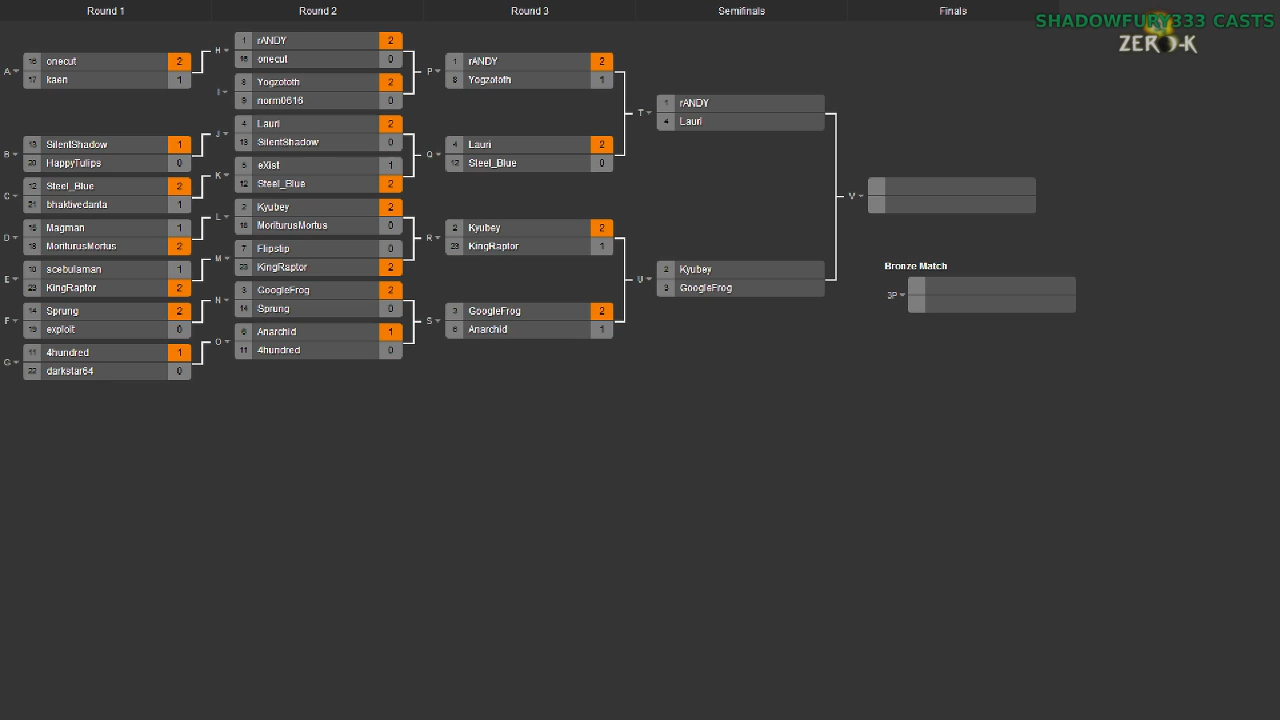 Round 1
Round 2
Round 3
Semifinals
Finals
SHADOWFURY333 CASTS
ZERO-K
A
16 onecut 2
17 kaen 1
B
13 SilentShadow 1
20 HappyTulips 0
C
12 Steel_Blue 2
21 bhaktivedanta 1
D
15 Magman 1
18 MoriturusMortus 2
E
10 scebulaman 1
23 KingRaptor 2
F
14 Sprung 2
19 exploit 0
G
11 4hundred 1
22 darkstar64 0
H
1 rANDY 2
16 onecut 0
I
8 Yogzototh 2
9 norm0616 0
J
4 Lauri 2
13 SilentShadow 0
K
5 eXist 1
12 Steel_Blue 2
L
2 Kyubey 2
18 MoriturusMortus 0
M
7 Flipstip 0
23 KingRaptor 2
N
3 GoogleFrog 2
14 Sprung 0
O
6 Anarchid 1
11 4hundred 0
P
1 rANDY 2
8 Yogzototh 1
Q
4 Lauri 2
12 Steel_Blue 0
R
2 Kyubey 2
23 KingRaptor 1
S
3 GoogleFrog 2
6 Anarchid 1
T
1 rANDY
4 Lauri
U
2 Kyubey
3 GoogleFrog
V
Bronze Match
3P